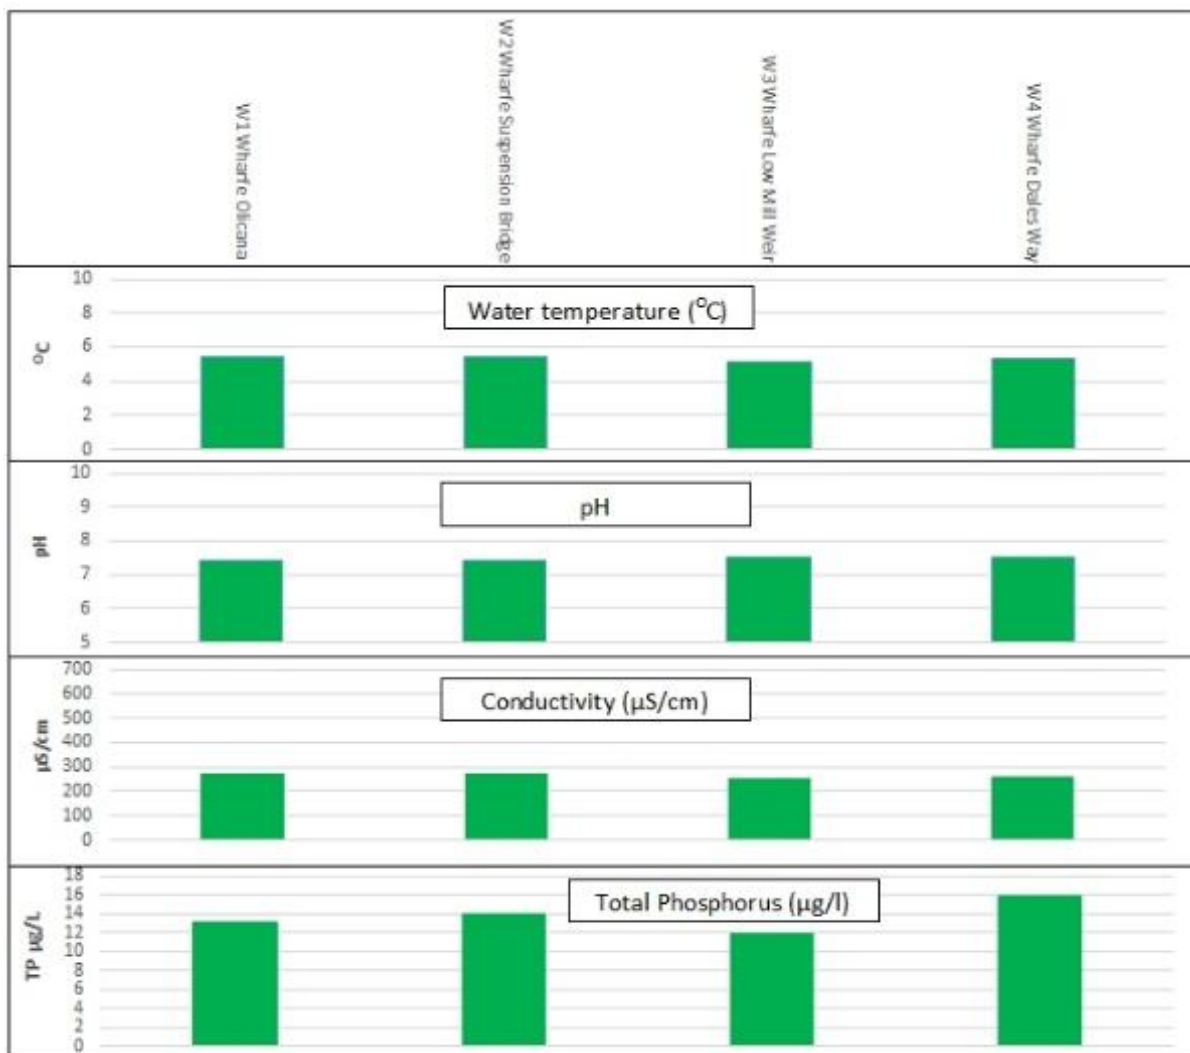 W1 Wharfe Olicana
W2 Wharfe Suspension Bridge
W3 Wharfe Low Mill Weir
W4 Wharfe Dales Way
Water temperature (°C)
°C
10
8
6
4
2
0
pH
pH
10
9
8
7
6
5
Conductivity (µS/cm)
µS/cm
700
600
500
400
300
200
100
0
Total Phosphorus (µg/l)
TP µg/L
18
16
14
12
10
8
6
4
2
0